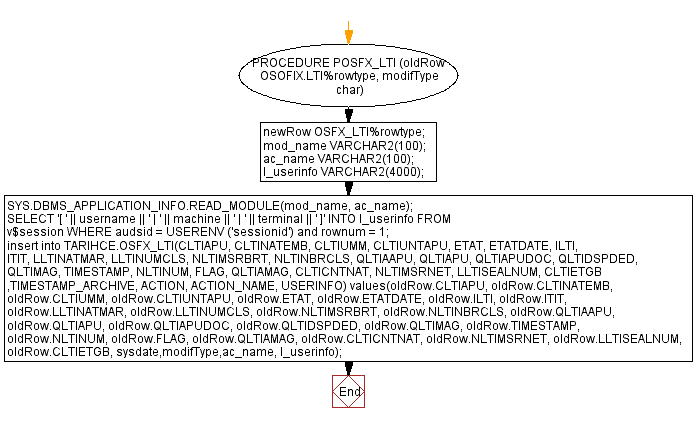 PROCEDURE POSFX_LTI (oldRow
OSOFIX.LTI%rowtype, modifType
char)
newRow OSFX_LTI%rowtype;
mod_name VARCHAR2(100);
ac_name VARCHAR2(100);
l_userinfo VARCHAR2(4000);
SYS.DBMS_APPLICATION_INFO.READ_MODULE(mod_name, ac_name);
SELECT '[ ' || username || ' | ' || machine || ' | ' || terminal || ' ]' INTO l_userinfo FROM
v$session WHERE audsid = USERENV ('sessionid') and rownum = 1;
insert into TARIHCE.OSFX_LTI(CLTIAPU, CLTINATEMB, CLTIUMM, CLTIUNTAPU, ETAT, ETATDATE, ILTI,
ITIT, LLTINATMAR, LLTINUMCLS, NLTIMSRBRT, NLTINBRCLS, QLTIAAPU, QLTIAPU, QLTIAPUDOC, QLTIDSPDED,
QLTIMAG, TIMESTAMP, NLTINUM, FLAG, QLTIAMAG, CLTICNTNAT, NLTIMSRNET, LLTISEALNUM, CLTIETGB
,TIMESTAMP_ARCHIVE, ACTION, ACTION_NAME, USERINFO) values(oldRow.CLTIAPU, oldRow.CLTINATEMB,
oldRow.CLTIUMM, oldRow.CLTIUNTAPU, oldRow.ETAT, oldRow.ETATDATE, oldRow.ILTI, oldRow.ITIT,
oldRow.LLTINATMAR, oldRow.LLTINUMCLS, oldRow.NLTIMSRBRT, oldRow.NLTINBRCLS, oldRow.QLTIAAPU,
oldRow.QLTIAPU, oldRow.QLTIAPUDOC, oldRow.QLTIDSPDED, oldRow.QLTIMAG, oldRow.TIMESTAMP,
oldRow.NLTINUM, oldRow.FLAG, oldRow.QLTIAMAG, oldRow.CLTICNTNAT, oldRow.NLTIMSRNET, oldRow.LLTISEALNUM,
oldRow.CLTIETGB, sysdate,modifType,ac_name, l_userinfo);
End